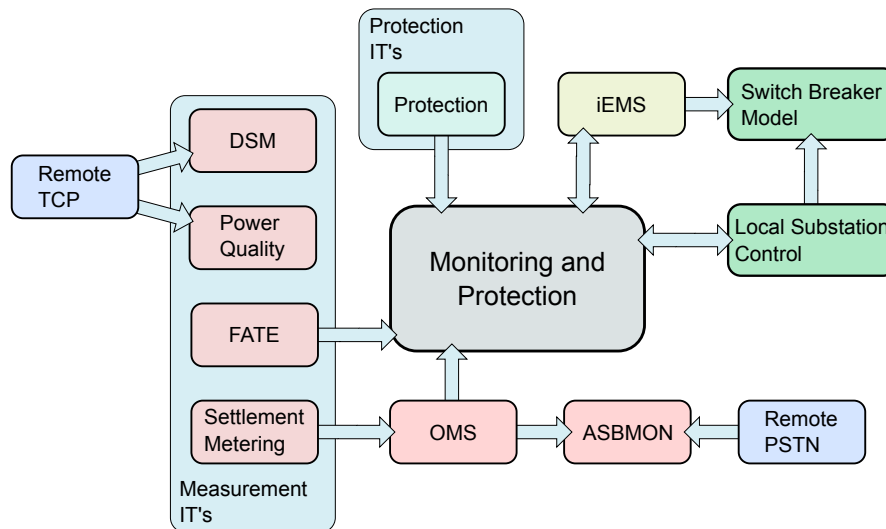 Protection
IT's
Protection
iEMS
Switch Breaker
Model
DSM
Remote
TCP
Power
Quality
Local Substation
Control
Monitoring and
Protection
FATE
Settlement
Metering
OMS
ASBMON
Remote
PSTN
Measurement
IT's